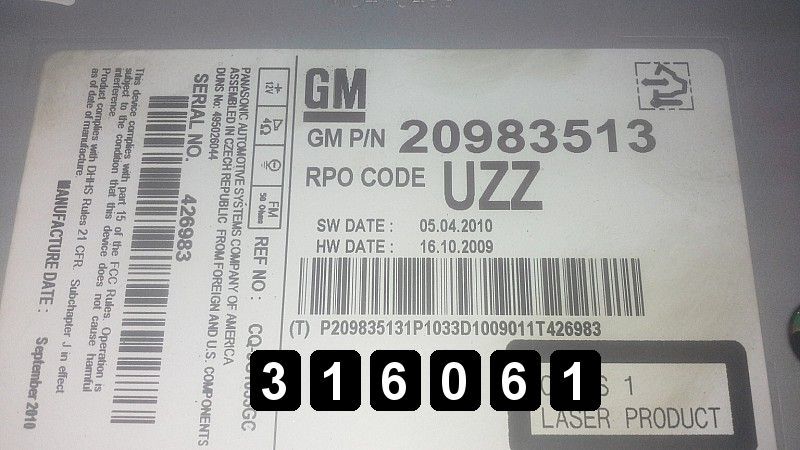 GM
GM P/N 20983513
RPO CODE UZZ
SW DATE : 05.04.2010
HW DATE : 16.10.2009
(T) P209835131P1033D1009011T426983
316061
1
LASER PRODUCT
+ 12V 4Ω FM 50 Ohms
REF NO :
PANASONIC AUTOMOTIVE SYSTEMS COMPANY OF AMERICA
ASSEMBLED IN CZECH REPUBLIC FROM FOREIGN AND U.S. COMPONENTS
DUNS No: 485026044
SERIAL NO. 426983
This device complies with part 15 of the FCC Rules. Operation is
subject to the condition that this device does not cause harmful
interference.
Product complies with DHHS Rules 21 CFR Subchapter J in effect
as of date of manufacture.
MANUFACTURE DATE : September 2010